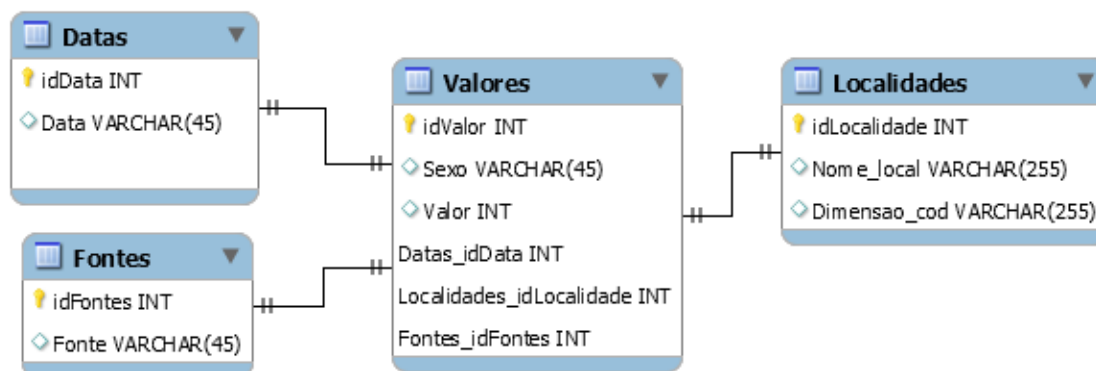 Datas
idData INT
Data VARCHAR(45)
Fontes
idFontes INT
Fonte VARCHAR(45)
Valores
idValor INT
Sexo VARCHAR(45)
Valor INT
Datas_idData INT
Localidades_idLocalidade INT
Fontes_idFontes INT
Localidades
idLocalidade INT
Nome_local VARCHAR(255)
Dimensao_cod VARCHAR(255)